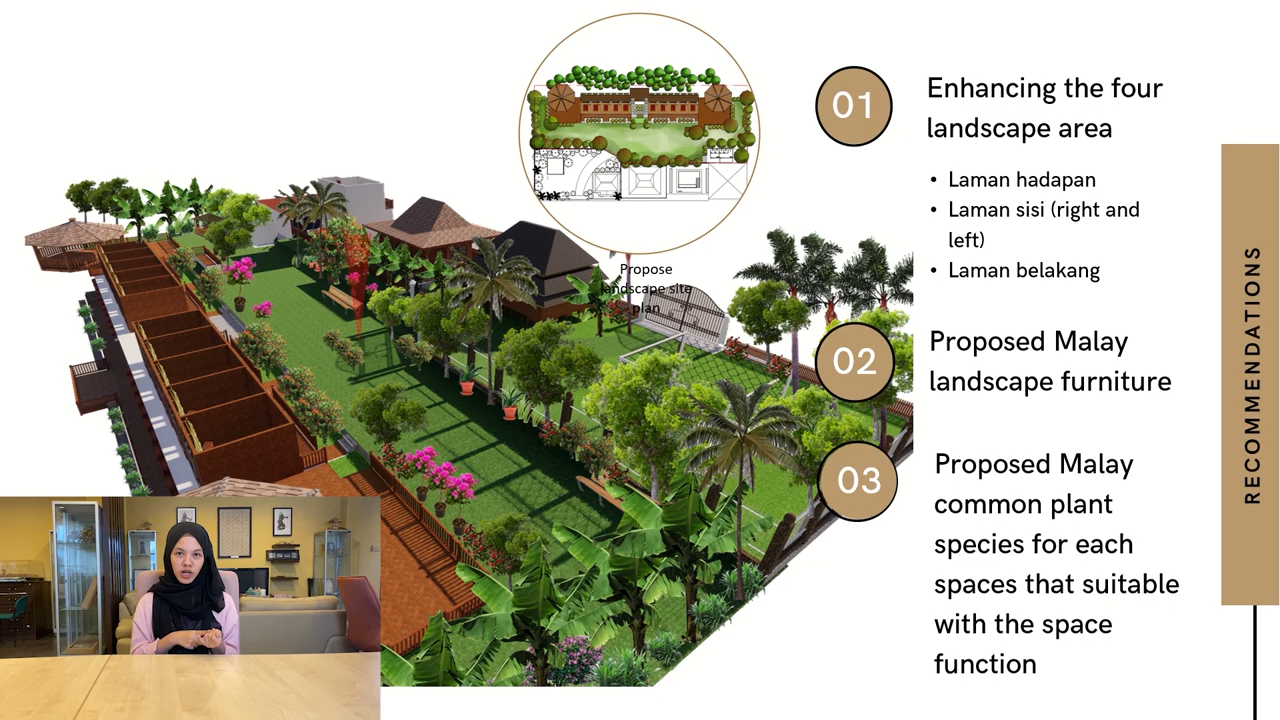 Propose
landscape site
plan
01
Enhancing the four
landscape area
• Laman hadapan
• Laman sisi (right and
left)
• Laman belakang
02
Proposed Malay
landscape furniture
03
Proposed Malay
common plant
species for each
spaces that suitable
with the space
function
RECOMMENDATIONS